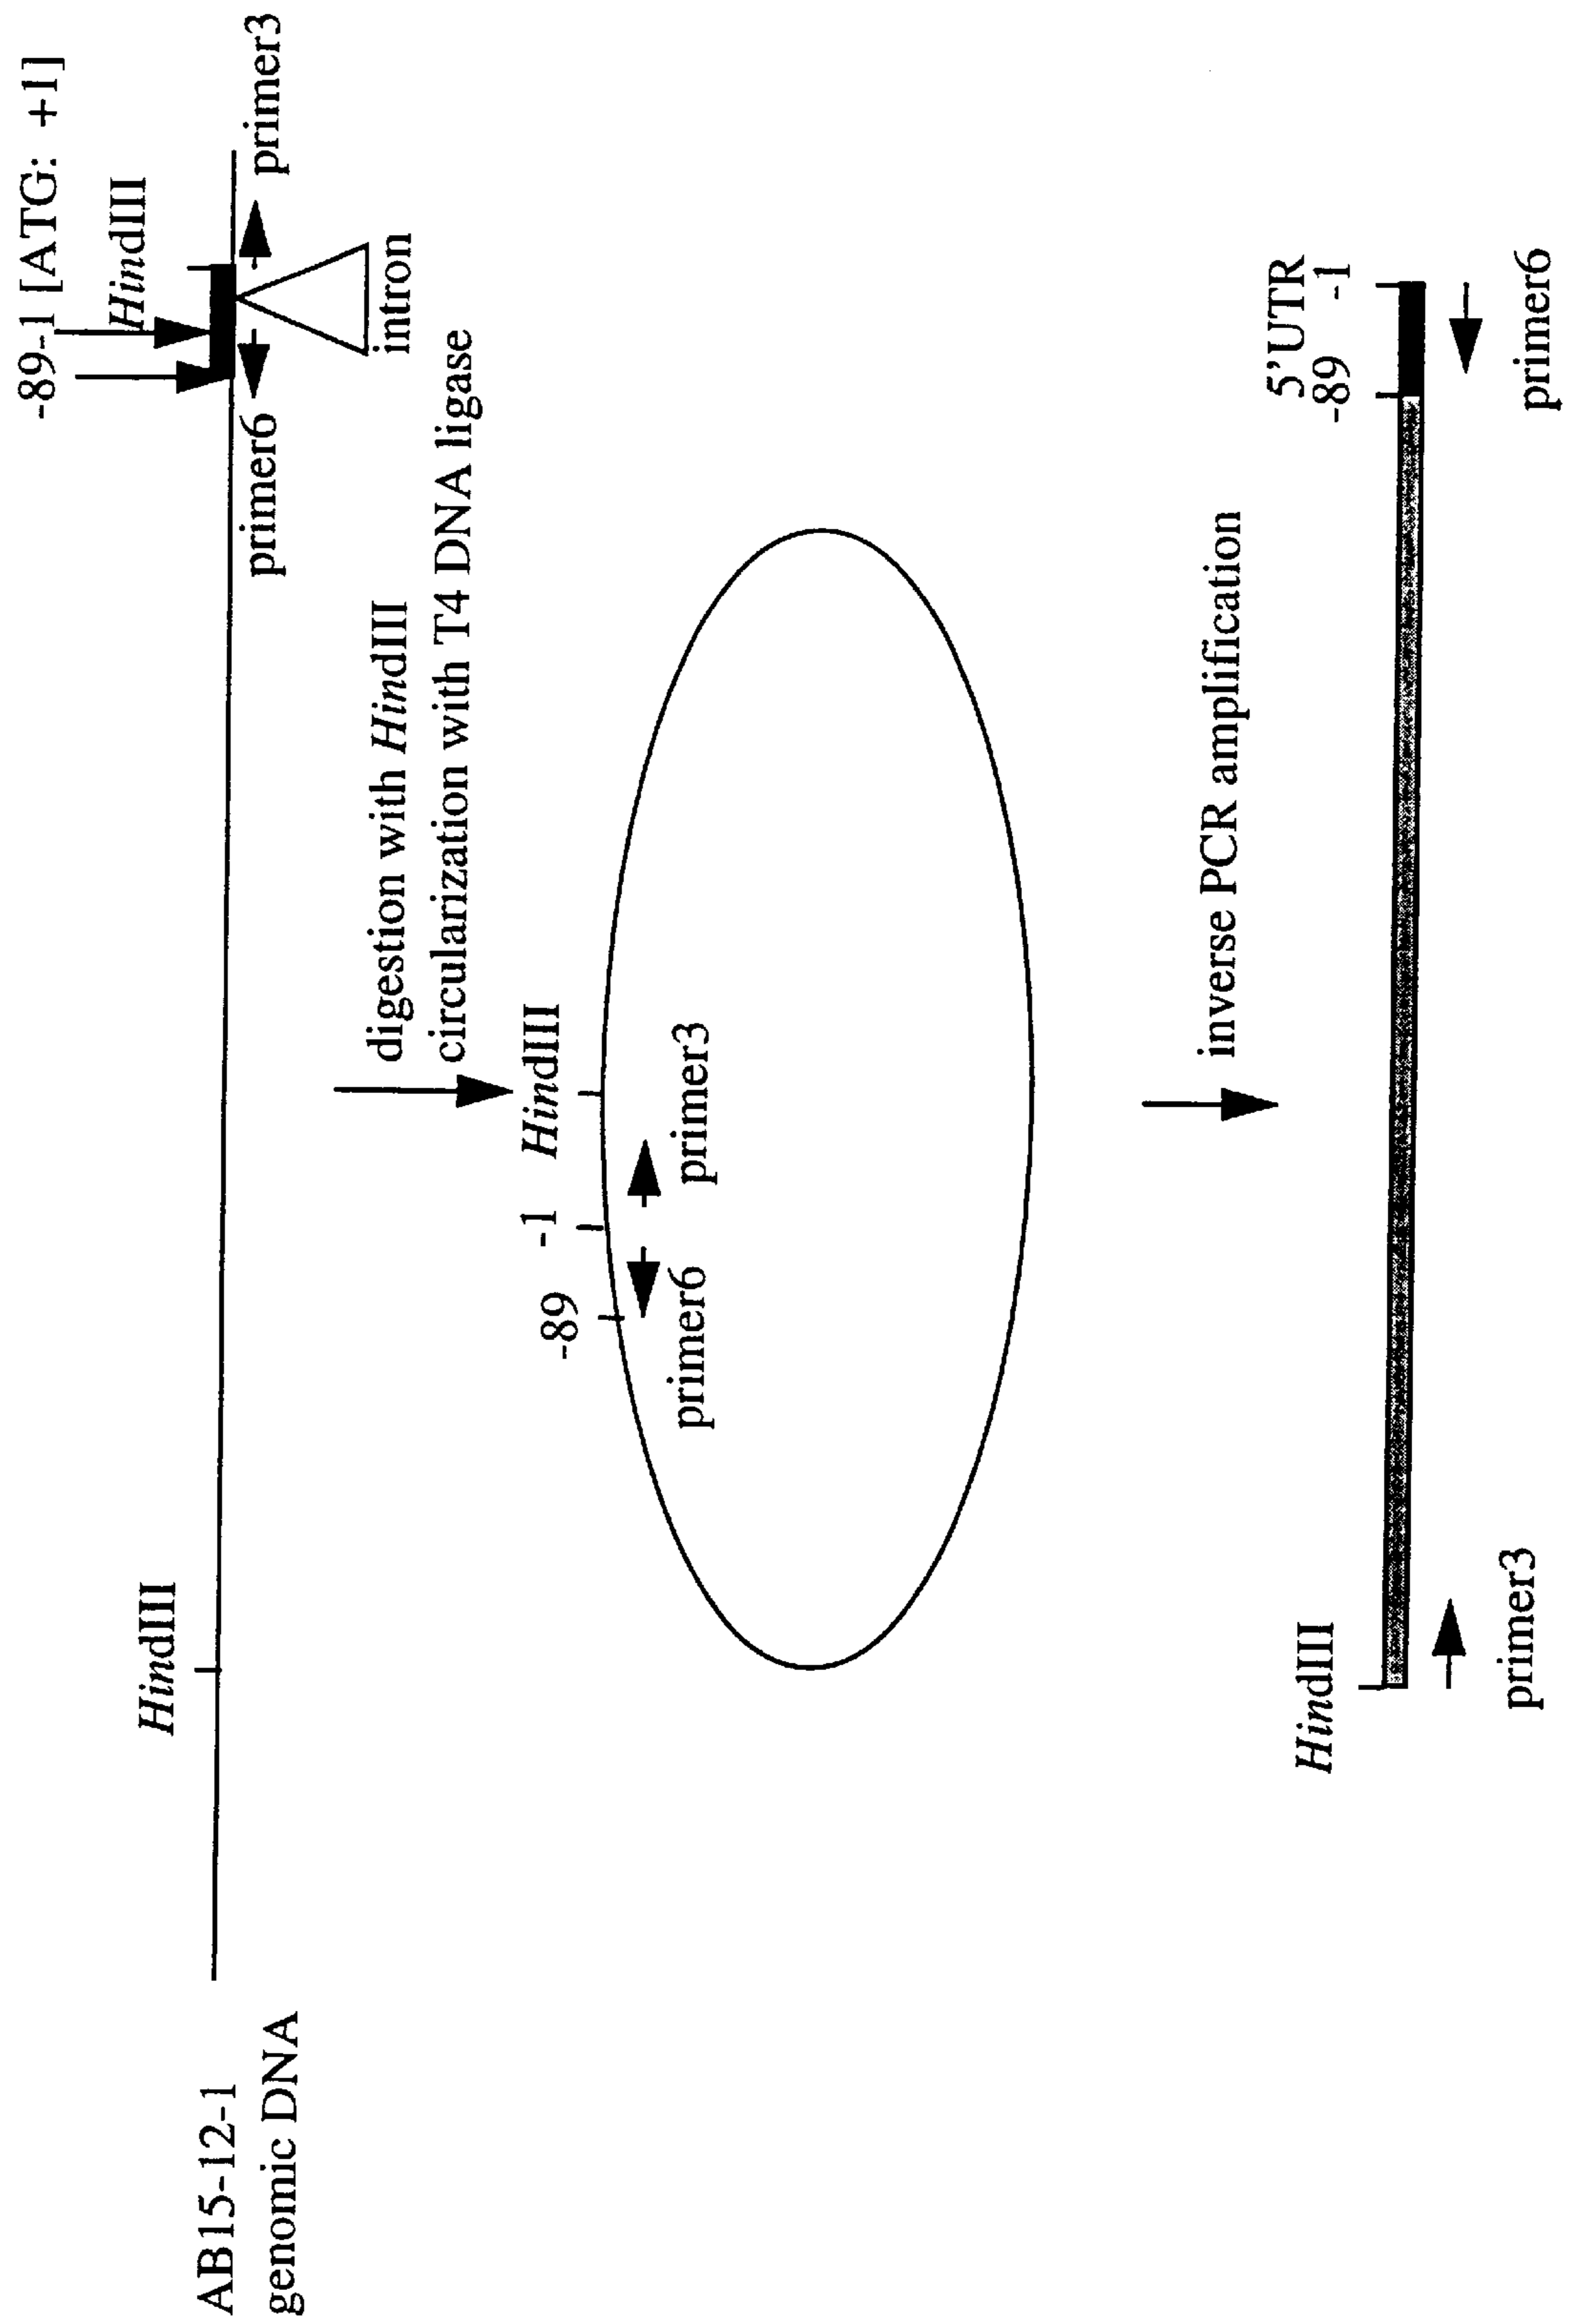 -89 -1 [ATG: +1]
HindIII
HindIII
AB15-12-1
genomic DNA
primer6
primer3
intron
digestion with HindIII
circularization with T4 DNA ligase
-89
-1
HindIII
primer6
primer3
inverse PCR amplification
5'UTR
HindIII
-89
-1
primer3
primer6